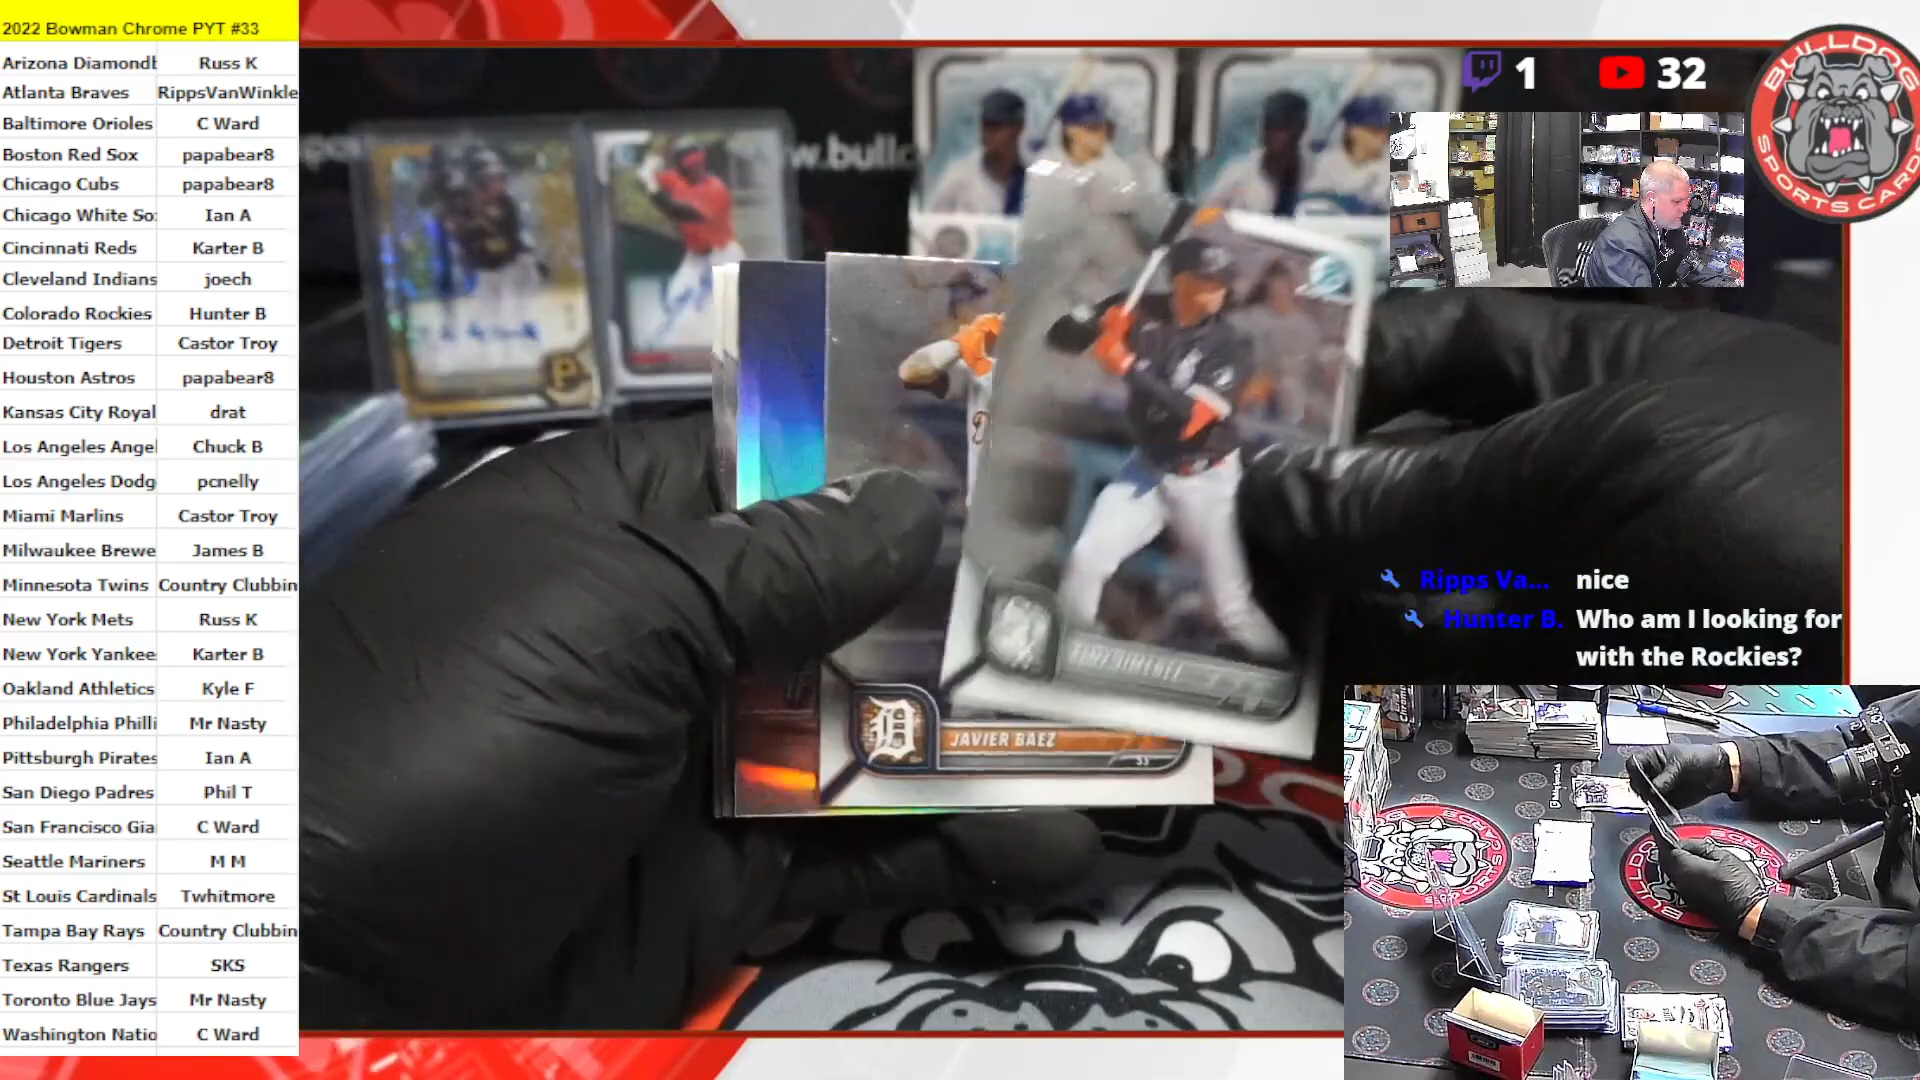 2022 Bowman Chrome PYT #33
Arizona Diamondb Russ K
Atlanta Braves RippsVanWinkle
Baltimore Orioles C Ward
Boston Red Sox papabear8
Chicago Cubs papabear8
Chicago White So Ian A
Cincinnati Reds Karter B
Cleveland Indians joech
Colorado Rockies Hunter B
Detroit Tigers Castor Troy
Houston Astros papabear8
Kansas City Royal drat
Los Angeles Angel Chuck B
Los Angeles Dodg pcnelly
Miami Marlins Castor Troy
Milwaukee Brewe James B
Minnesota Twins Country Clubbin
New York Mets Russ K
New York Yankee Karter B
Oakland Athletics Kyle F
Philadelphia Philli Mr Nasty
Pittsburgh Pirates Ian A
San Diego Padres Phil T
San Francisco Gia C Ward
Seattle Mariners M M
St Louis Cardinals Twhitmore
Tampa Bay Rays Country Clubbin
Texas Rangers SKS
Toronto Blue Jays Mr Nasty
Washington Natio C Ward
w.bulld
P
D
JAVIER BAEZ
33
1
32
BULLDOG
SPORTS CARDS
Ripps Va... nice
Hunter B. Who am I looking for
with the Rockies?